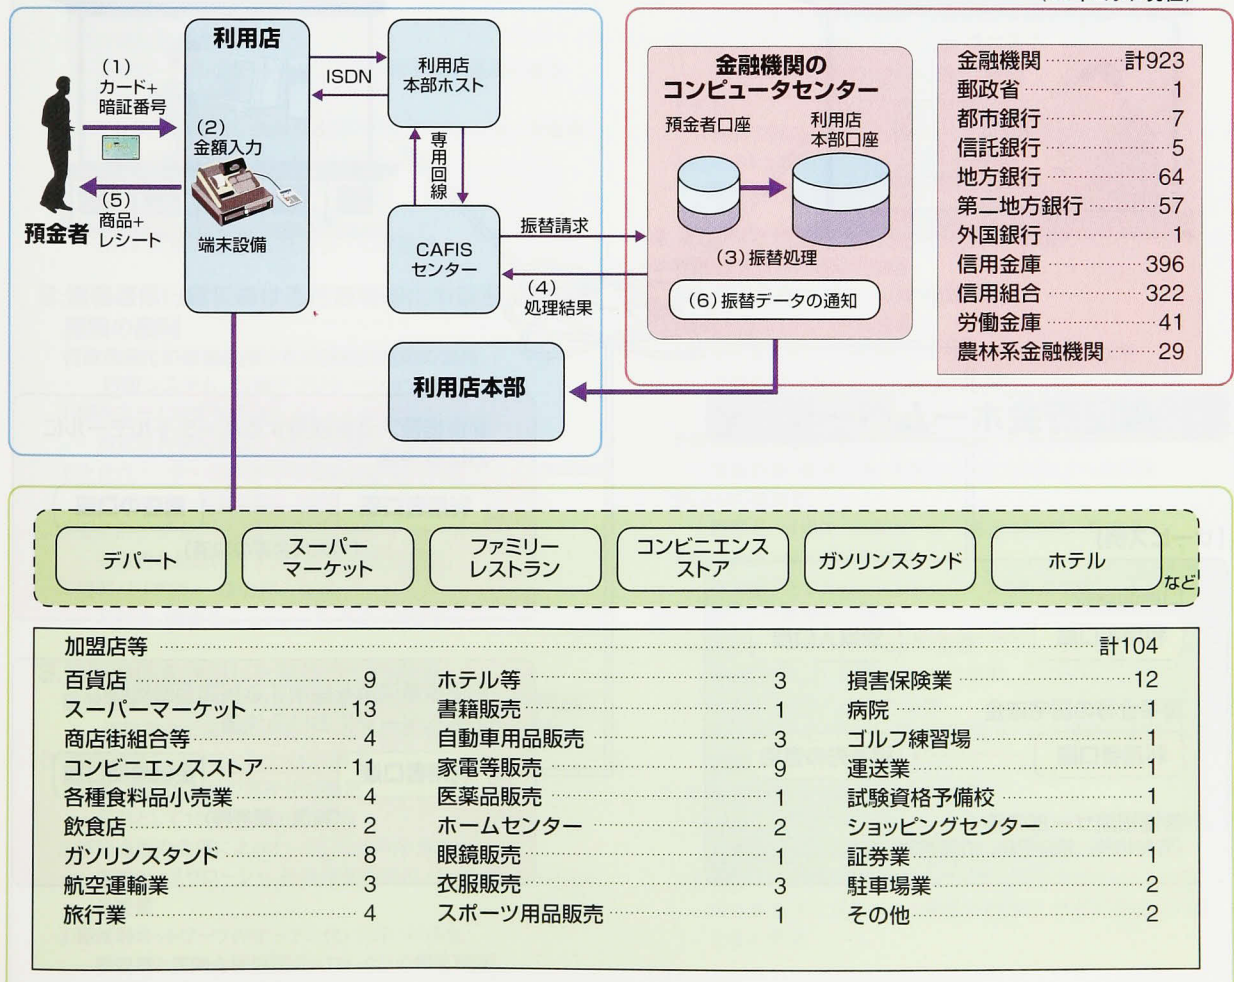 利用店
(1)
カード+
暗証番号
(2)
金額入力
端末設備
(5)
商品+
レシート
預金者
ISDN
利用店
本部ホスト
専用回線
CAFIS
センター
振替請求
(4)
処理結果
利用店本部
金融機関の
コンピュータセンター
預金者口座
利用店
本部口座
(3)振替処理
(6)振替データの通知
金融機関 計923
郵政省 1
都市銀行 7
信託銀行 5
地方銀行 64
第二地方銀行 57
外国銀行 1
信用金庫 396
信用組合 322
労働金庫 41
農林系金融機関 29
デパート
スーパー
マーケット
ファミリー
レストラン
コンビニエンス
ストア
ガソリンスタンド
ホテル
など
加盟店等 計104
百貨店 9
スーパーマーケット 13
商店街組合等 4
コンビニエンスストア 11
各種食料品小売業 4
飲食店 2
ガソリンスタンド 8
航空運輸業 3
旅行業 4
ホテル等 3
書籍販売 1
自動車用品販売 3
家電等販売 9
医薬品販売 1
ホームセンター 2
眼鏡販売 1
衣服販売 3
スポーツ用品販売 1
損害保険業 12
病院 1
ゴルフ練習場 1
運送業 1
試験資格予備校 1
ショッピングセンター 1
証券業 1
駐車場業 2
その他 2